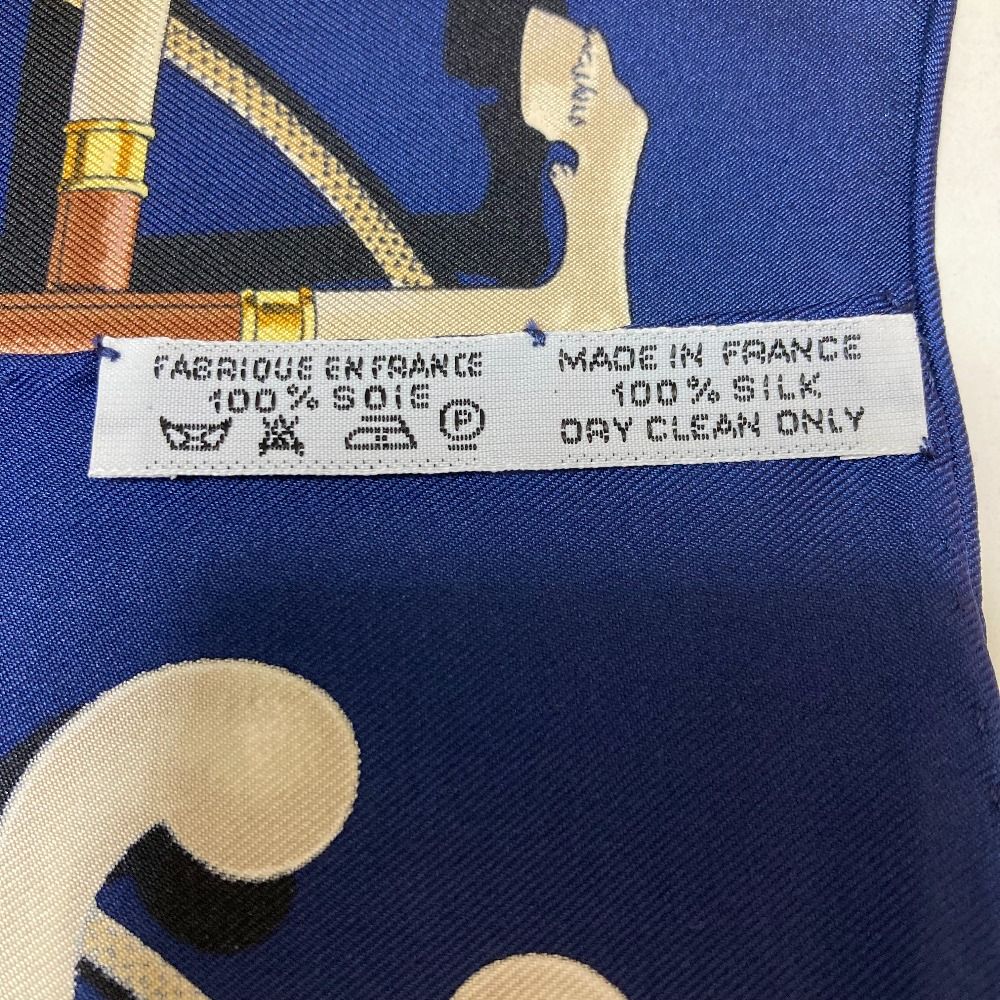 FABRIQUE EN FRANCE
100% SOIE
P
MADE IN FRANCE
100% SILK
DRY CLEAN ONLY